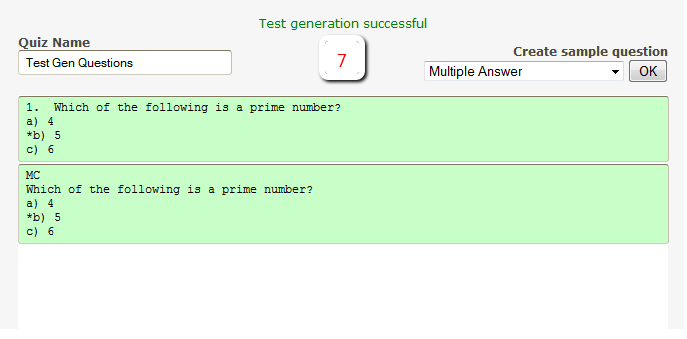 Test generation successful
Quiz Name
Test Gen Questions
7
Create sample question
Multiple Answer
OK
1.  Which of the following is a prime number?
a) 4
*b) 5
c) 6
MC
Which of the following is a prime number?
a) 4
*b) 5
c) 6